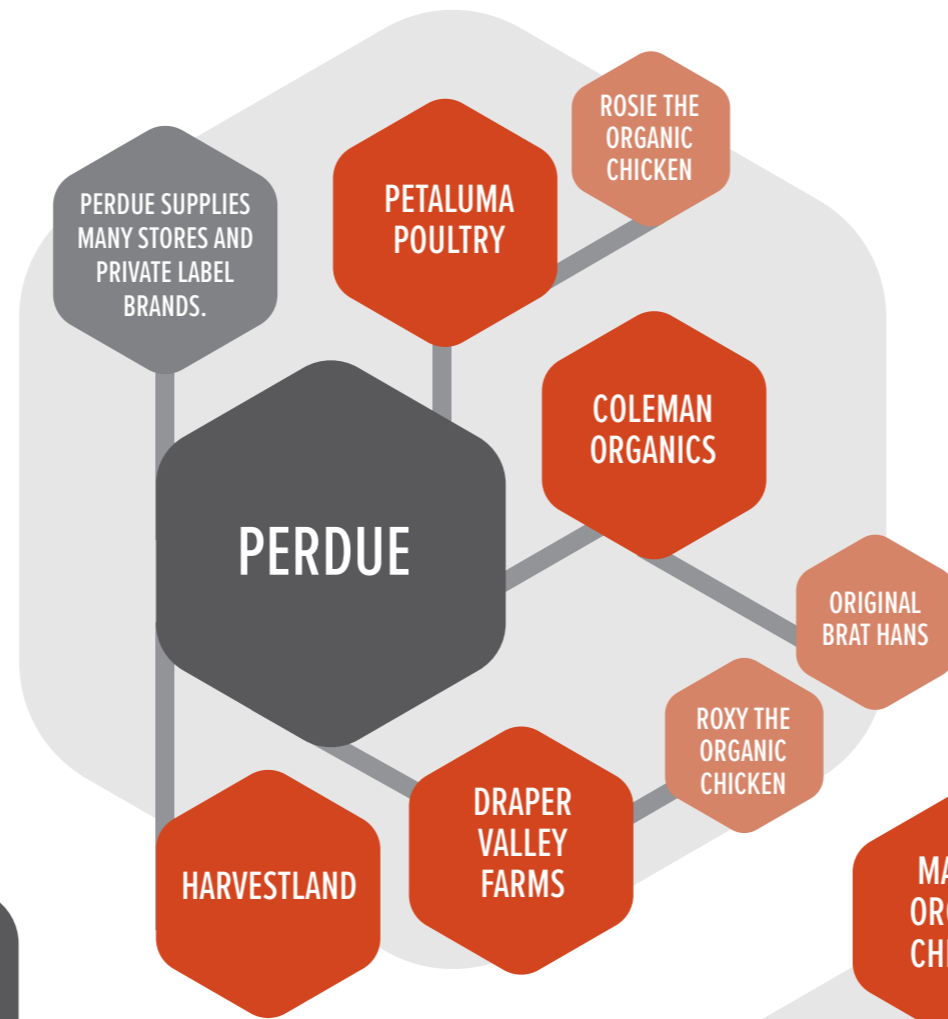 ROSIE THE
ORGANIC
CHICKEN
PERDUE SUPPLIES
MANY STORES AND
PRIVATE LABEL
BRANDS.
PETALUMA
POULTRY
COLEMAN
ORGANICS
PERDUE
ORIGINAL
BRAT HANS
ROXY THE
ORGANIC
CHICKEN
DRAPER
VALLEY
FARMS
HARVESTLAND